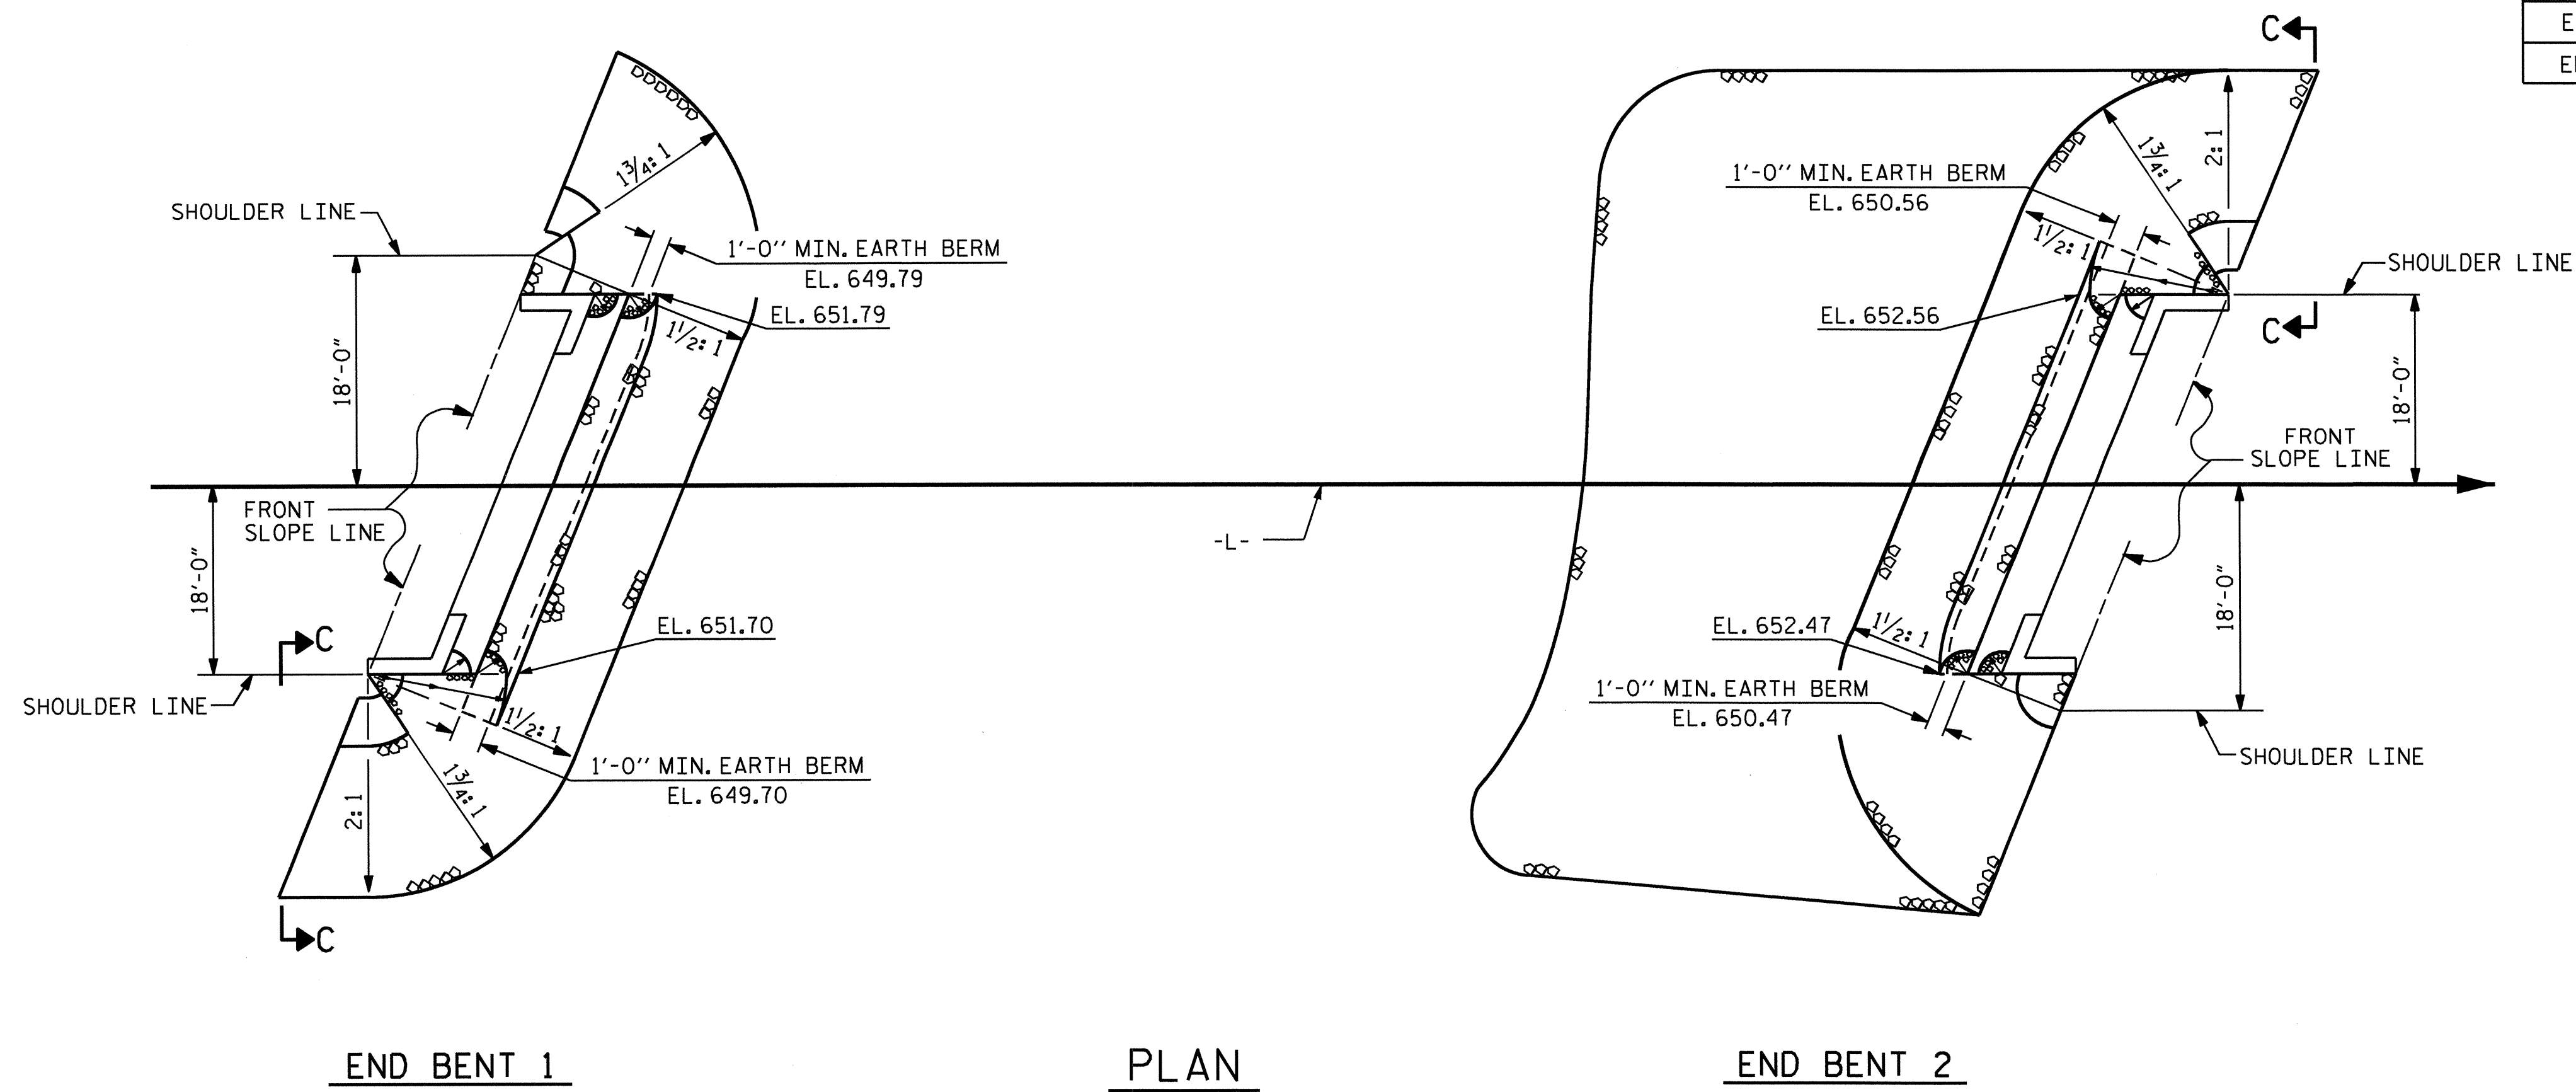 C
E
E
1 3/4: 1
2: 1
1 3/4: 1
1'-0" MIN. EARTH BERM
EL. 650.56
SHOULDER LINE
1'-0" MIN. EARTH BERM
EL. 649.79
1 1/2: 1
SHOULDER LINE
EL. 651.79
EL. 652.56
C
1 1/2: 1
18'-0"
18'-0"
FRONT
SLOPE LINE
FRONT
SLOPE LINE
-L-
18'-0"
18'-0"
C
EL. 651.70
EL. 652.47
1 1/2: 1
SHOULDER LINE
1'-0" MIN. EARTH BERM
EL. 650.47
1 1/2: 1
SHOULDER LINE
1'-0" MIN. EARTH BERM
EL. 649.70
1 3/4: 1
2: 1
C
END BENT 1
PLAN
END BENT 2